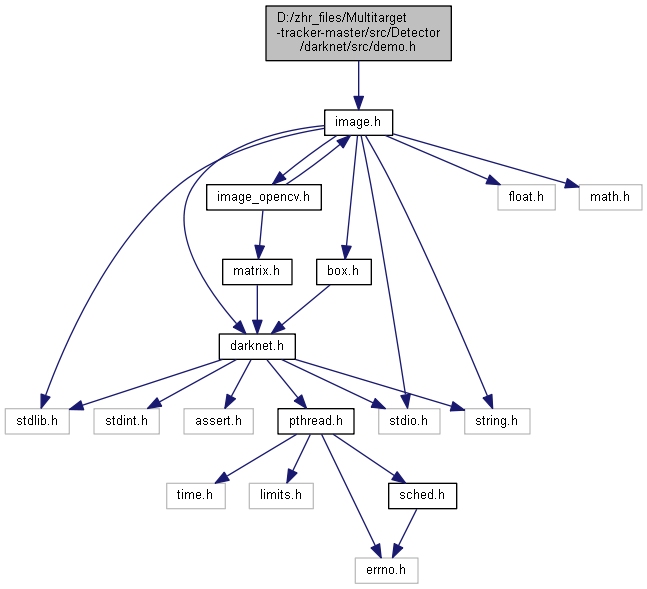 D:/zhr_files/Multitarget
-tracker-master/src/Detector
/darknet/src/demo.h
image.h
image_opencv.h
float.h
math.h
matrix.h
box.h
darknet.h
stdlib.h
stdint.h
assert.h
pthread.h
stdio.h
string.h
time.h
limits.h
sched.h
errno.h